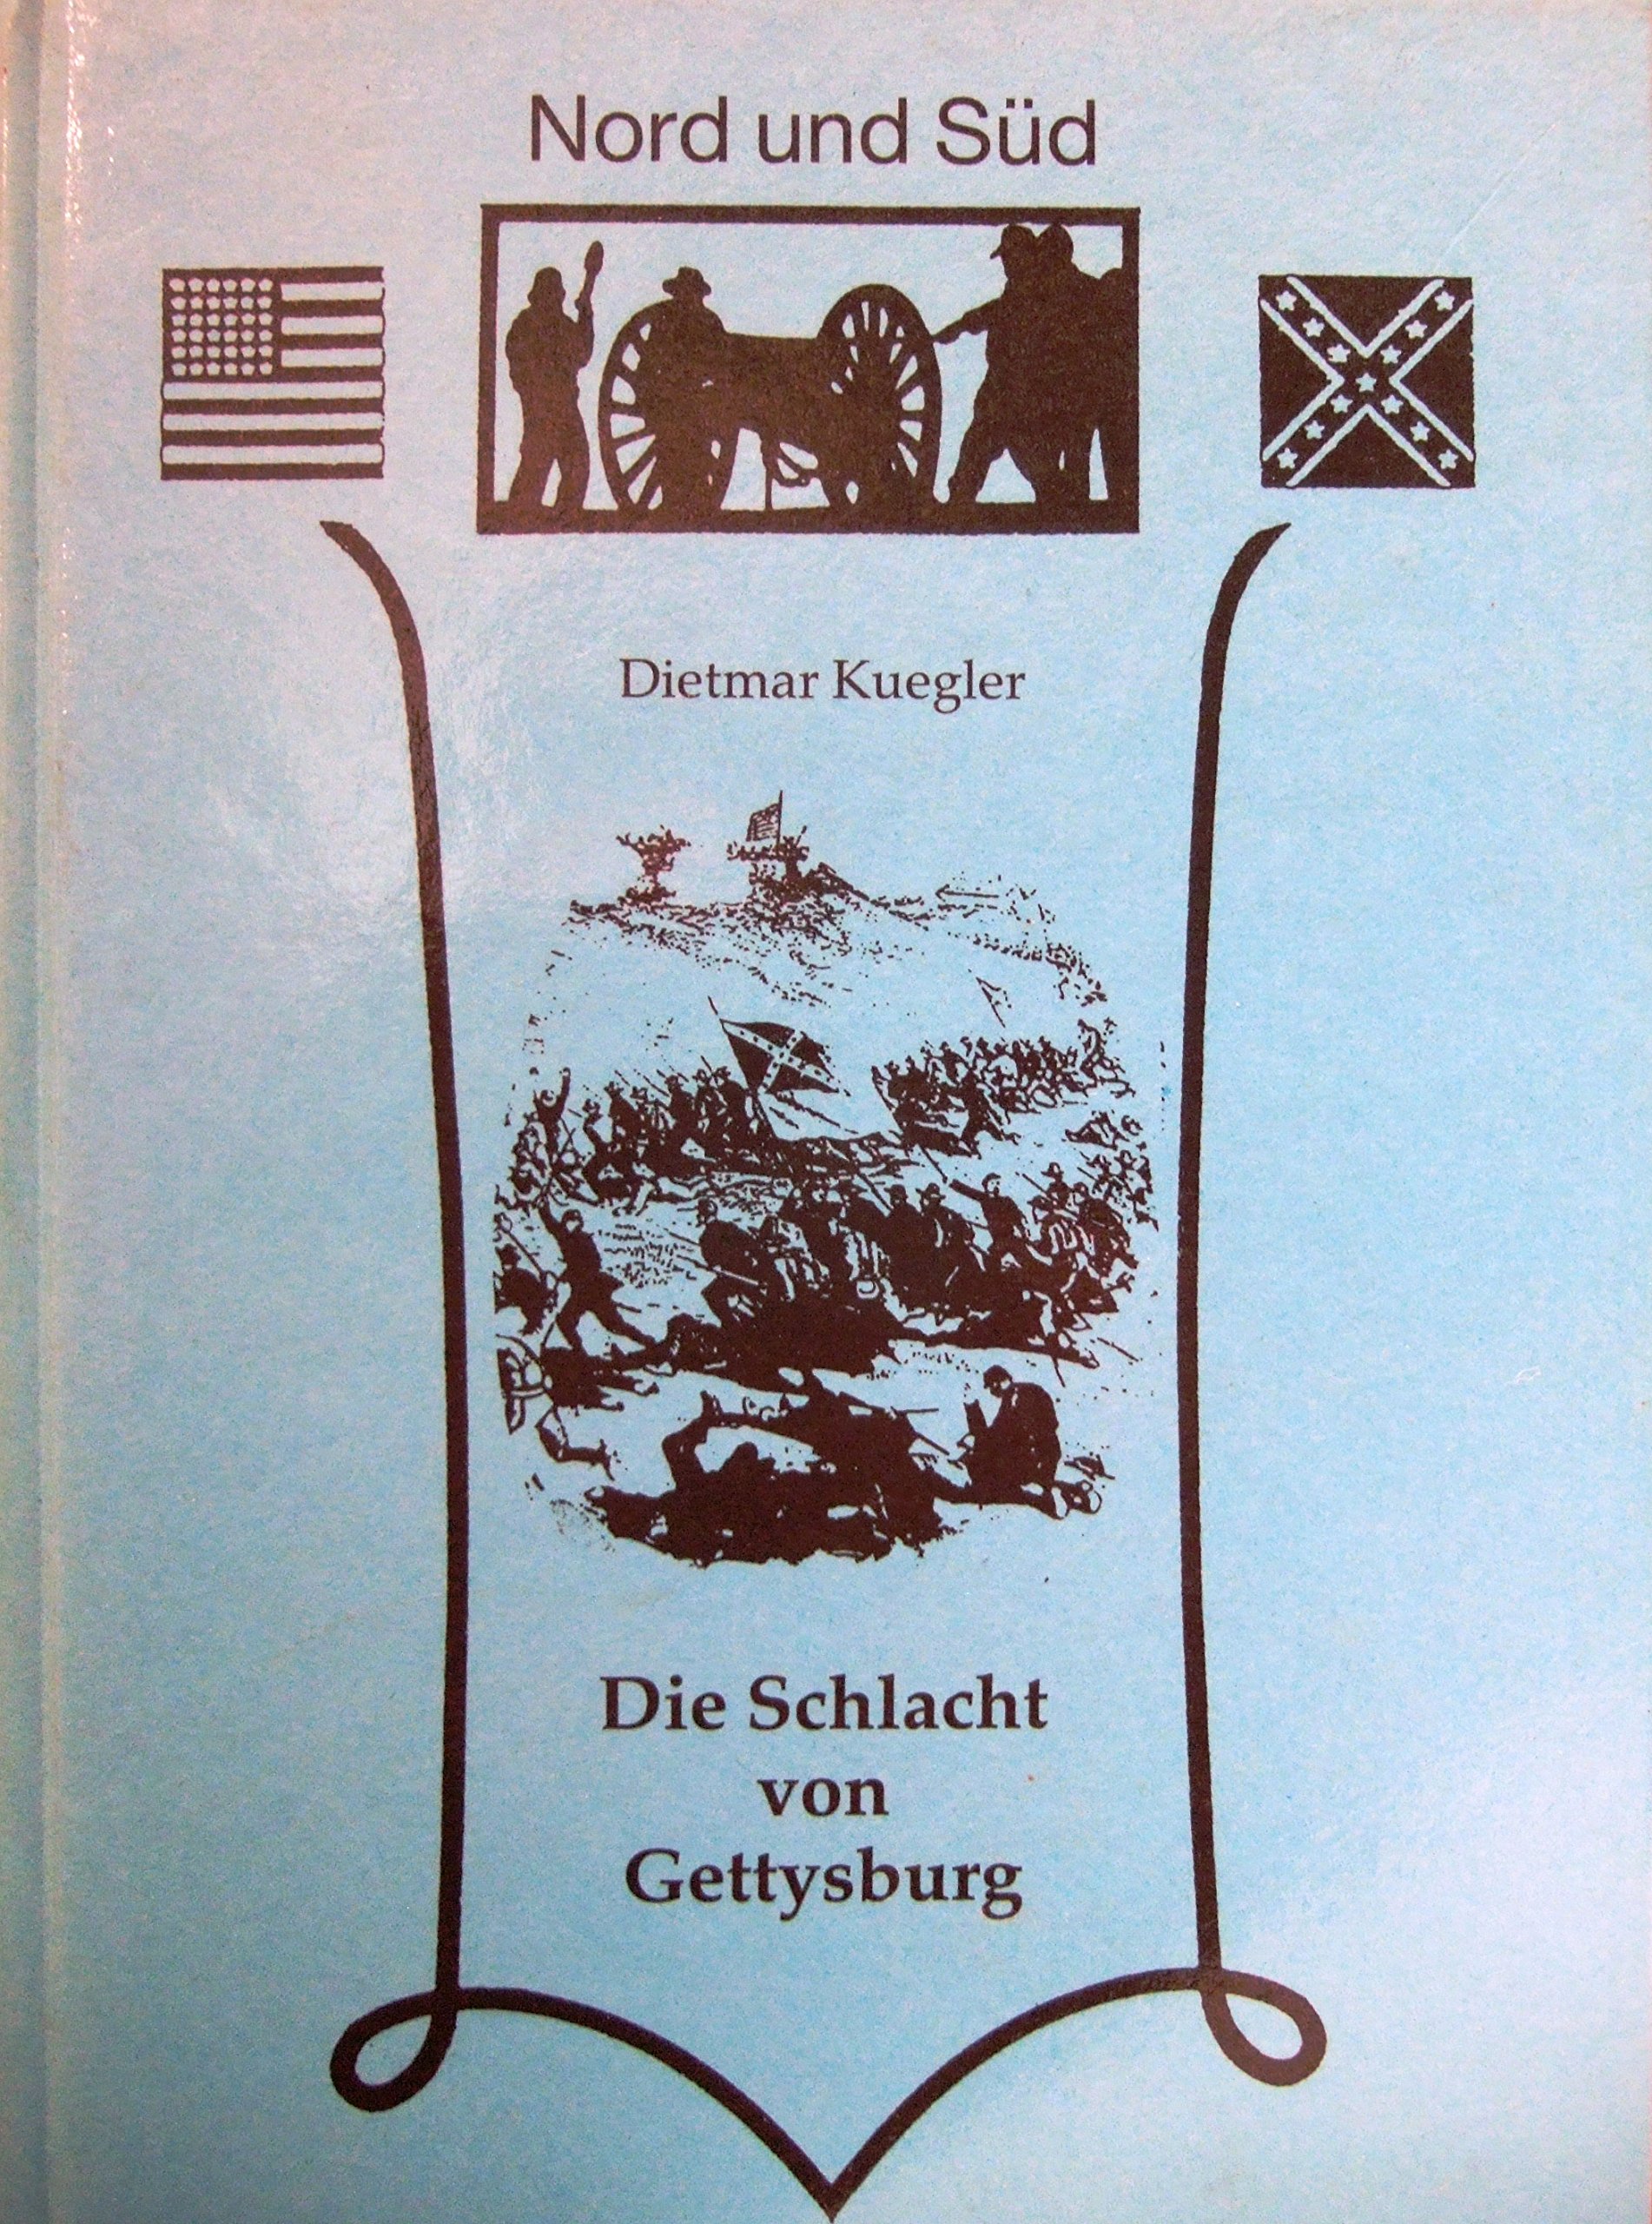 Nord und Süd
Dietmar Kuegler
Die Schlacht
von
Gettysburg